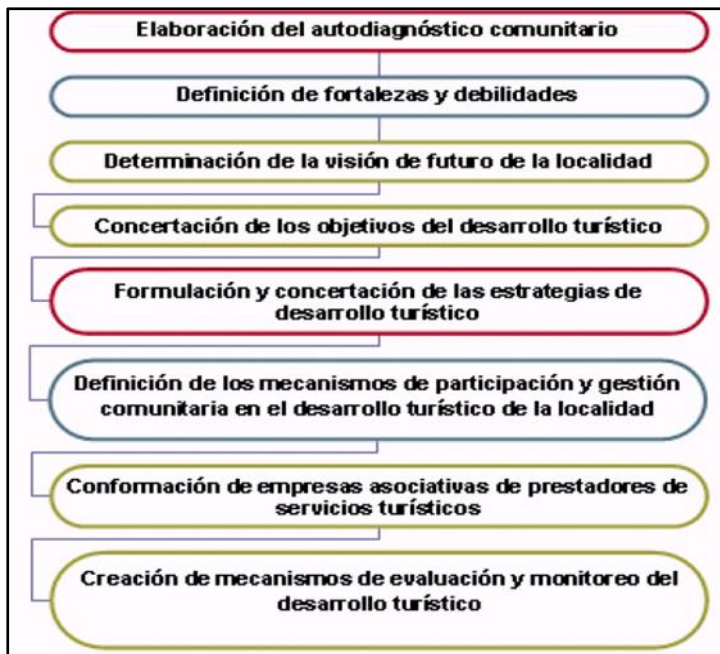 Elaboración del autodiagnóstico comunitario
Definición de fortalezas y debilidades
Determinación de la visión de futuro de la localidad
Concertación de los objetivos del desarrollo turístico
Formulación y concertación de las estrategias de
desarrollo turístico
Definición de los mecanismos de participación y gestión
comunitaria en el desarrollo turístico de la localidad
Conformación de empresas asociativas de prestadores de
servicios turísticos
Creación de mecanismos de evaluación y monitoreo del
desarrollo turístico